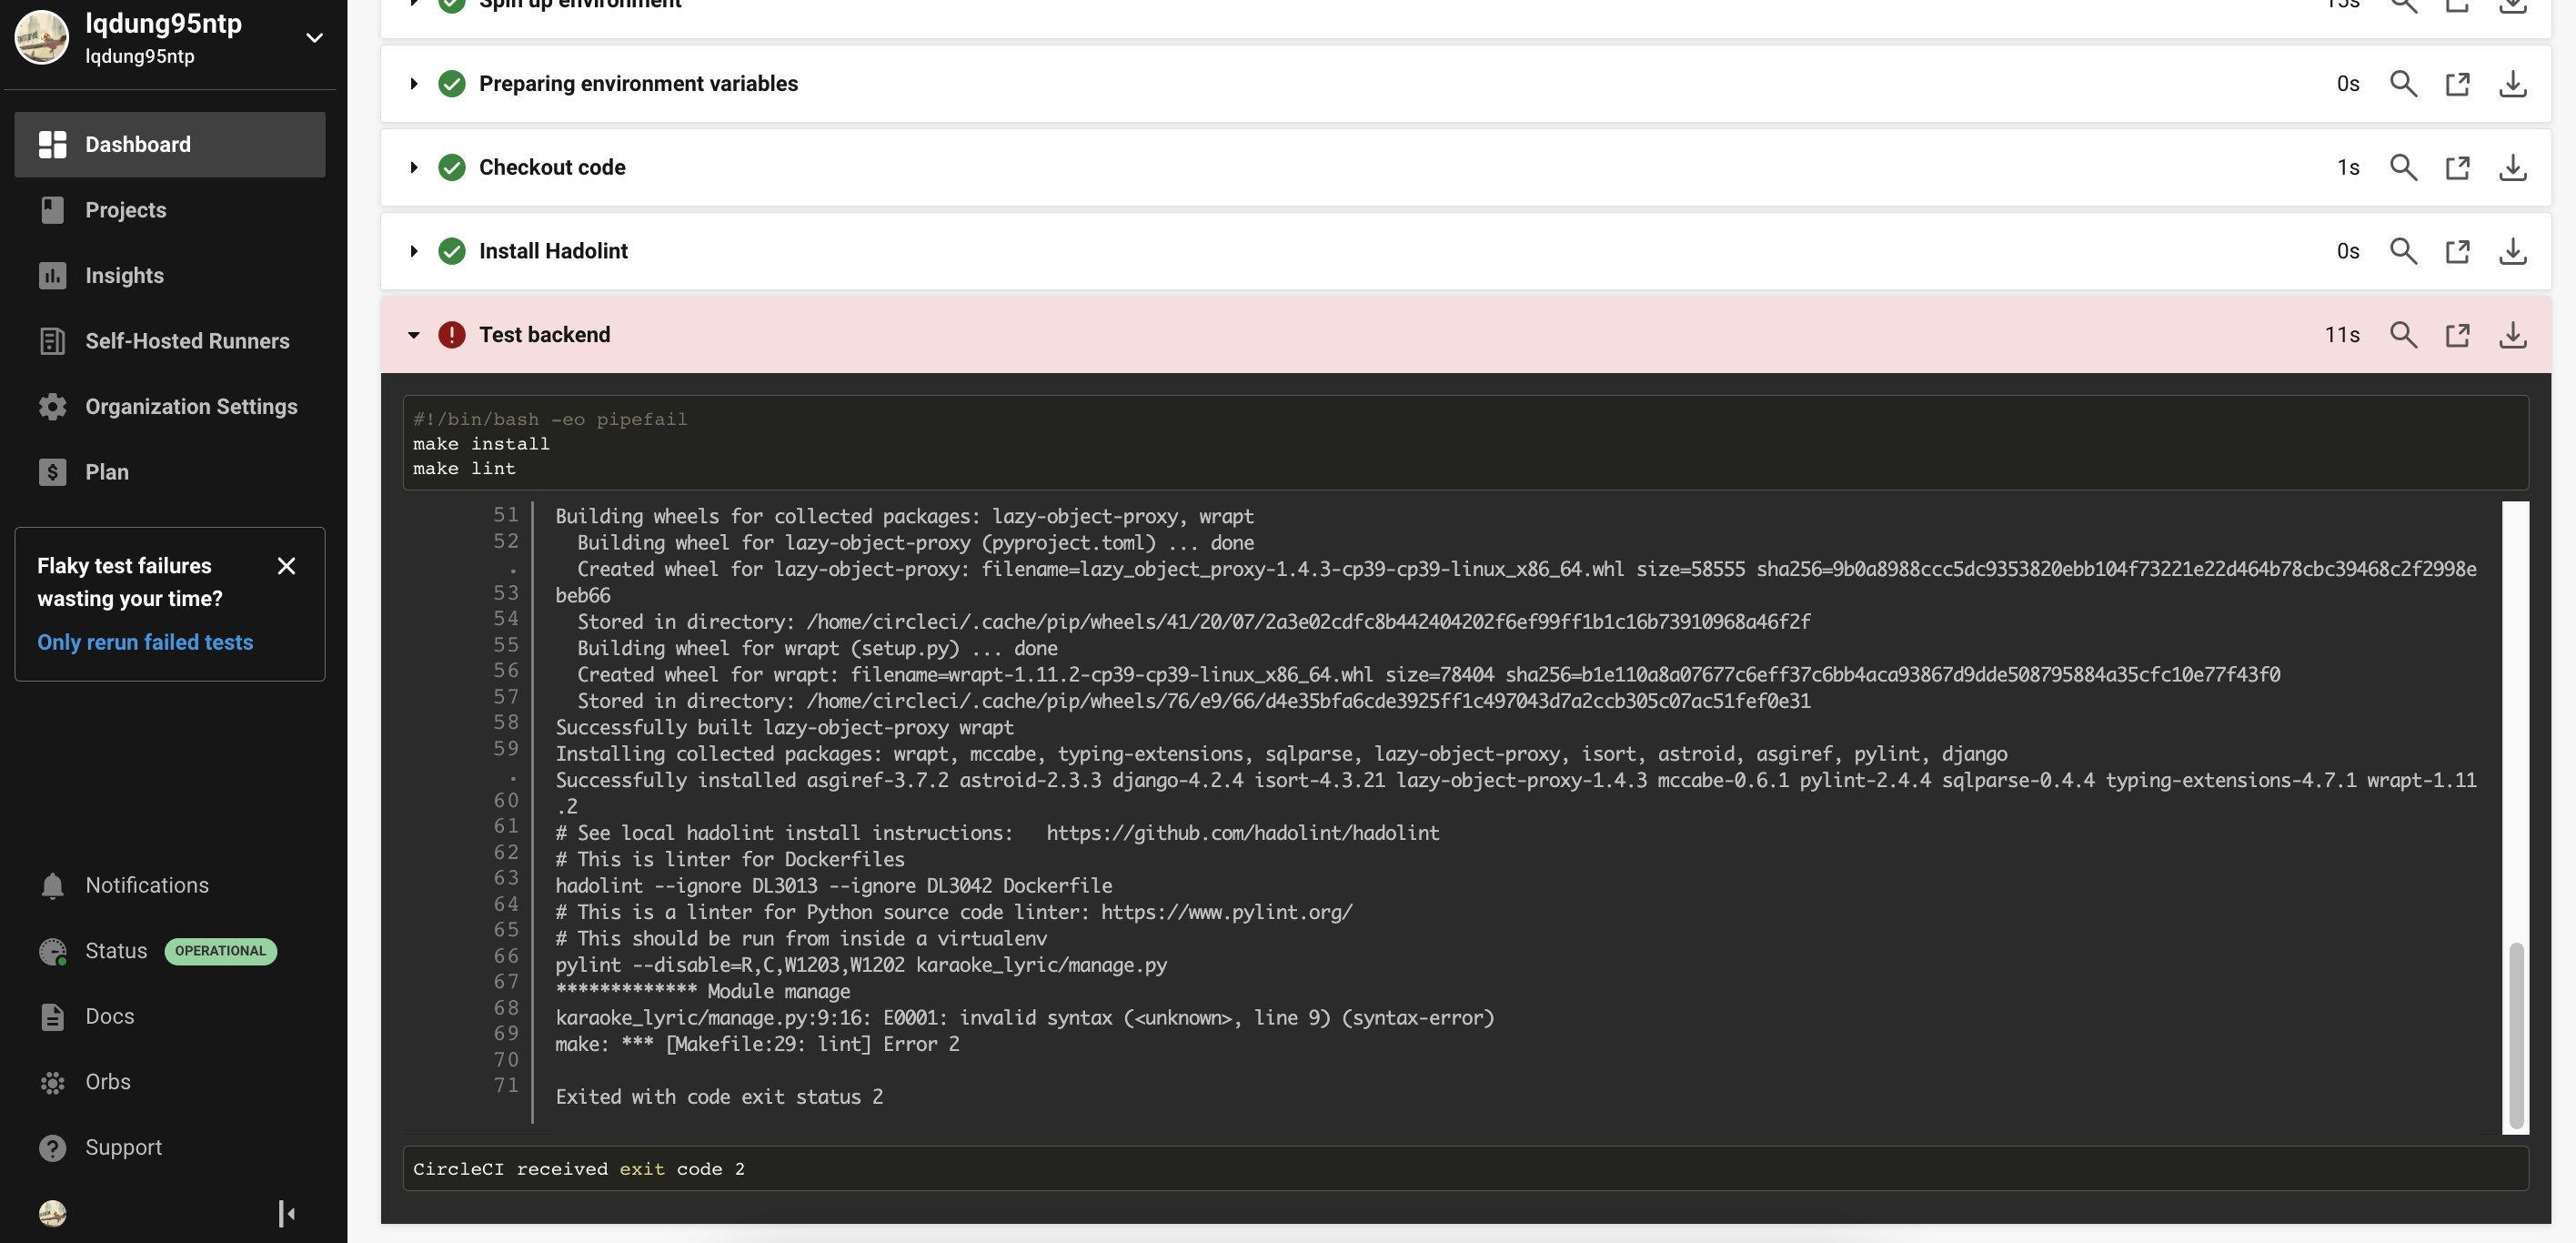 lqdung95ntp
lqdung95ntp
Dashboard
Projects
Insights
Self-Hosted Runners
Organization Settings
Plan
Flaky test failures
wasting your time?
Only rerun failed tests
Notifications
Status OPERATIONAL
Docs
Orbs
Support
Spin up environment 15s
Preparing environment variables 0s
Checkout code 1s
Install Hadolint 0s
Test backend 11s
#!/bin/bash -eo pipefail
make install
make lint
51 Building wheels for collected packages: lazy-object-proxy, wrapt
52   Building wheel for lazy-object-proxy (pyproject.toml) ... done
.   Created wheel for lazy-object-proxy: filename=lazy_object_proxy-1.4.3-cp39-cp39-linux_x86_64.whl size=58555 sha256=9b0a8988ccc5dc9353820ebb104f73221e22d464b78cbc39468c2f2998e
53 beb66
54   Stored in directory: /home/circleci/.cache/pip/wheels/41/20/07/2a3e02cdfc8b442404202f6ef99ff1b1c16b73910968a46f2f
55   Building wheel for wrapt (setup.py) ... done
56   Created wheel for wrapt: filename=wrapt-1.11.2-cp39-cp39-linux_x86_64.whl size=78404 sha256=b1e110a8a07677c6eff37c6bb4aca93867d9dde508795884a35cfc10e77f43f0
57   Stored in directory: /home/circleci/.cache/pip/wheels/76/e9/66/d4e35bfa6cde3925ff1c497043d7a2ccb305c07ac51fef0e31
58 Successfully built lazy-object-proxy wrapt
59 Installing collected packages: wrapt, mccabe, typing-extensions, sqlparse, lazy-object-proxy, isort, astroid, asgiref, pylint, django
. Successfully installed asgiref-3.7.2 astroid-2.3.3 django-4.2.4 isort-4.3.21 lazy-object-proxy-1.4.3 mccabe-0.6.1 pylint-2.4.4 sqlparse-0.4.4 typing-extensions-4.7.1 wrapt-1.11
60 .2
61 # See local hadolint install instructions:   https://github.com/hadolint/hadolint
62 # This is linter for Dockerfiles
63 hadolint --ignore DL3013 --ignore DL3042 Dockerfile
64 # This is a linter for Python source code linter: https://www.pylint.org/
65 # This should be run from inside a virtualenv
66 pylint --disable=R,C,W1203,W1202 karaoke_lyric/manage.py
67 ************* Module manage
68 karaoke_lyric/manage.py:9:16: E0001: invalid syntax (<unknown>, line 9) (syntax-error)
69 make: *** [Makefile:29: lint] Error 2
70
71 Exited with code exit status 2
CircleCI received exit code 2